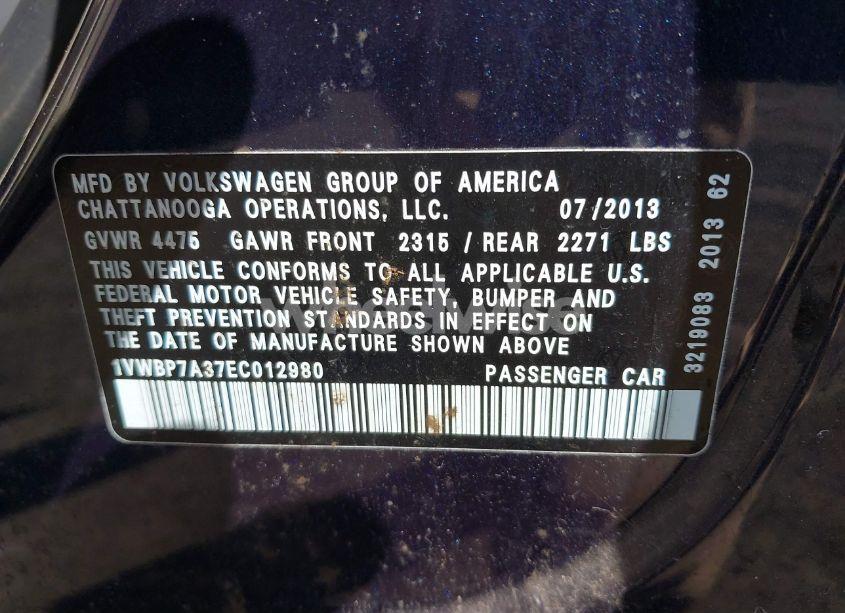 MFD BY VOLKSWAGEN GROUP OF AMERICA
CHATTANOOGA OPERATIONS, LLC. 07/2013
GVWR 4475 GAWR FRONT 2315 / REAR 2271 LBS
THIS VEHICLE CONFORMS TO ALL APPLICABLE U.S.
FEDERAL MOTOR VEHICLE SAFETY, BUMPER AND
THEFT PREVENTION STANDARDS IN EFFECT ON
THE DATE OF MANUFACTURE SHOWN ABOVE
1VWBP7A37EC012980 PASSENGER CAR
3219083 2013 62